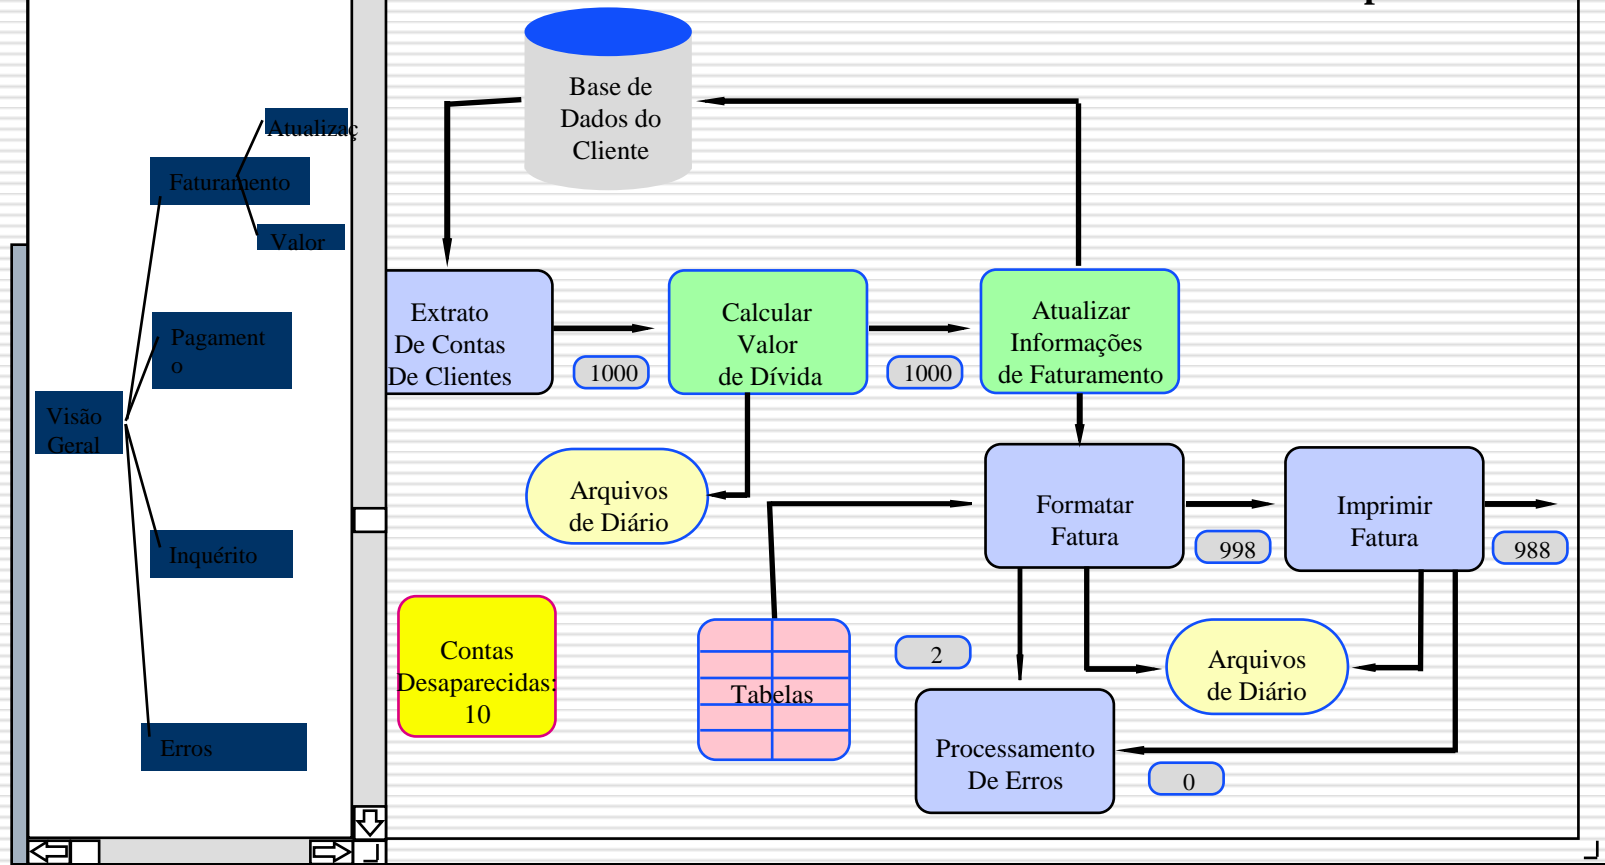 Atualizaç
Faturamento
Valor
Pagament
o
Visão
Geral
Inquérito
Erros
Base de
Dados do
Cliente
Extrato
De Contas
De Clientes
1000
Calcular
Valor
de Dívida
1000
Atualizar
Informações
de Faturamento
Arquivos
de Diário
Formatar
Fatura
998
Imprimir
Fatura
988
Contas
Desaparecidas:
10
Tabelas
2
Arquivos
de Diário
Processamento
De Erros
0